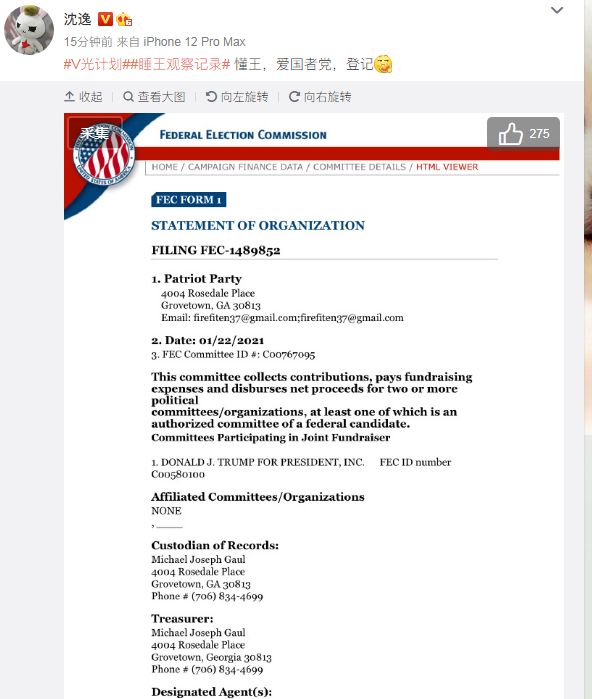 沈逸
15分钟前 来自 iPhone 12 Pro Max
#V光计划##睡王观察记录# 懂王，爱国者党，登记
收起 查看大图 向左旋转 向右旋转
采集
FEDERAL ELECTION COMMISSION
275
HOME / CAMPAIGN FINANCE DATA / COMMITTEE DETAILS / HTML VIEWER
FEC FORM 1
STATEMENT OF ORGANIZATION
FILING FEC-1489852
1. Patriot Party
4004 Rosedale Place
Grovetown, GA 30813
Email: firefiten37@gmail.com;firefiten37@gmail.com
2. Date: 01/22/2021
3. FEC Committee ID #: C00767095
This committee collects contributions, pays fundraising
expenses and disburses net proceeds for two or more
political
committees/organizations, at least one of which is an
authorized committee of a federal candidate.
Committees Participating in Joint Fundraiser
1. DONALD J. TRUMP FOR PRESIDENT, INC. FEC ID number
C00580100
Affiliated Committees/Organizations
NONE
, ____
Custodian of Records:
Michael Joseph Gaul
4004 Rosedale Place
Grovetown, GA 30813
Phone # (706) 834-4699
Treasurer:
Michael Joseph Gaul
4004 Rosedale Place
Grovetown, Georgia 30813
Phone # (706) 834-4699
Designated Agent(s):